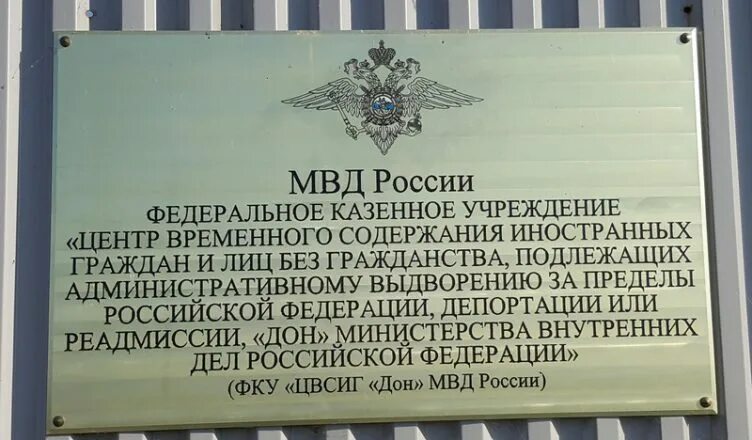 МВД России
ФЕДЕРАЛЬНОЕ КАЗЕННОЕ УЧРЕЖДЕНИЕ
«ЦЕНТР ВРЕМЕННОГО СОДЕРЖАНИЯ ИНОСТРАННЫХ
ГРАЖДАН И ЛИЦ БЕЗ ГРАЖДАНСТВА, ПОДЛЕЖАЩИХ
АДМИНИСТРАТИВНОМУ ВЫДВОРЕНИЮ ЗА ПРЕДЕЛЫ
РОССИЙСКОЙ ФЕДЕРАЦИИ, ДЕПОРТАЦИИ ИЛИ
РЕАДМИССИИ, «ДОН» МИНИСТЕРСТВА ВНУТРЕННИХ
ДЕЛ РОССИЙСКОЙ ФЕДЕРАЦИИ»
(ФКУ «ЦВСИГ «Дон» МВД России)